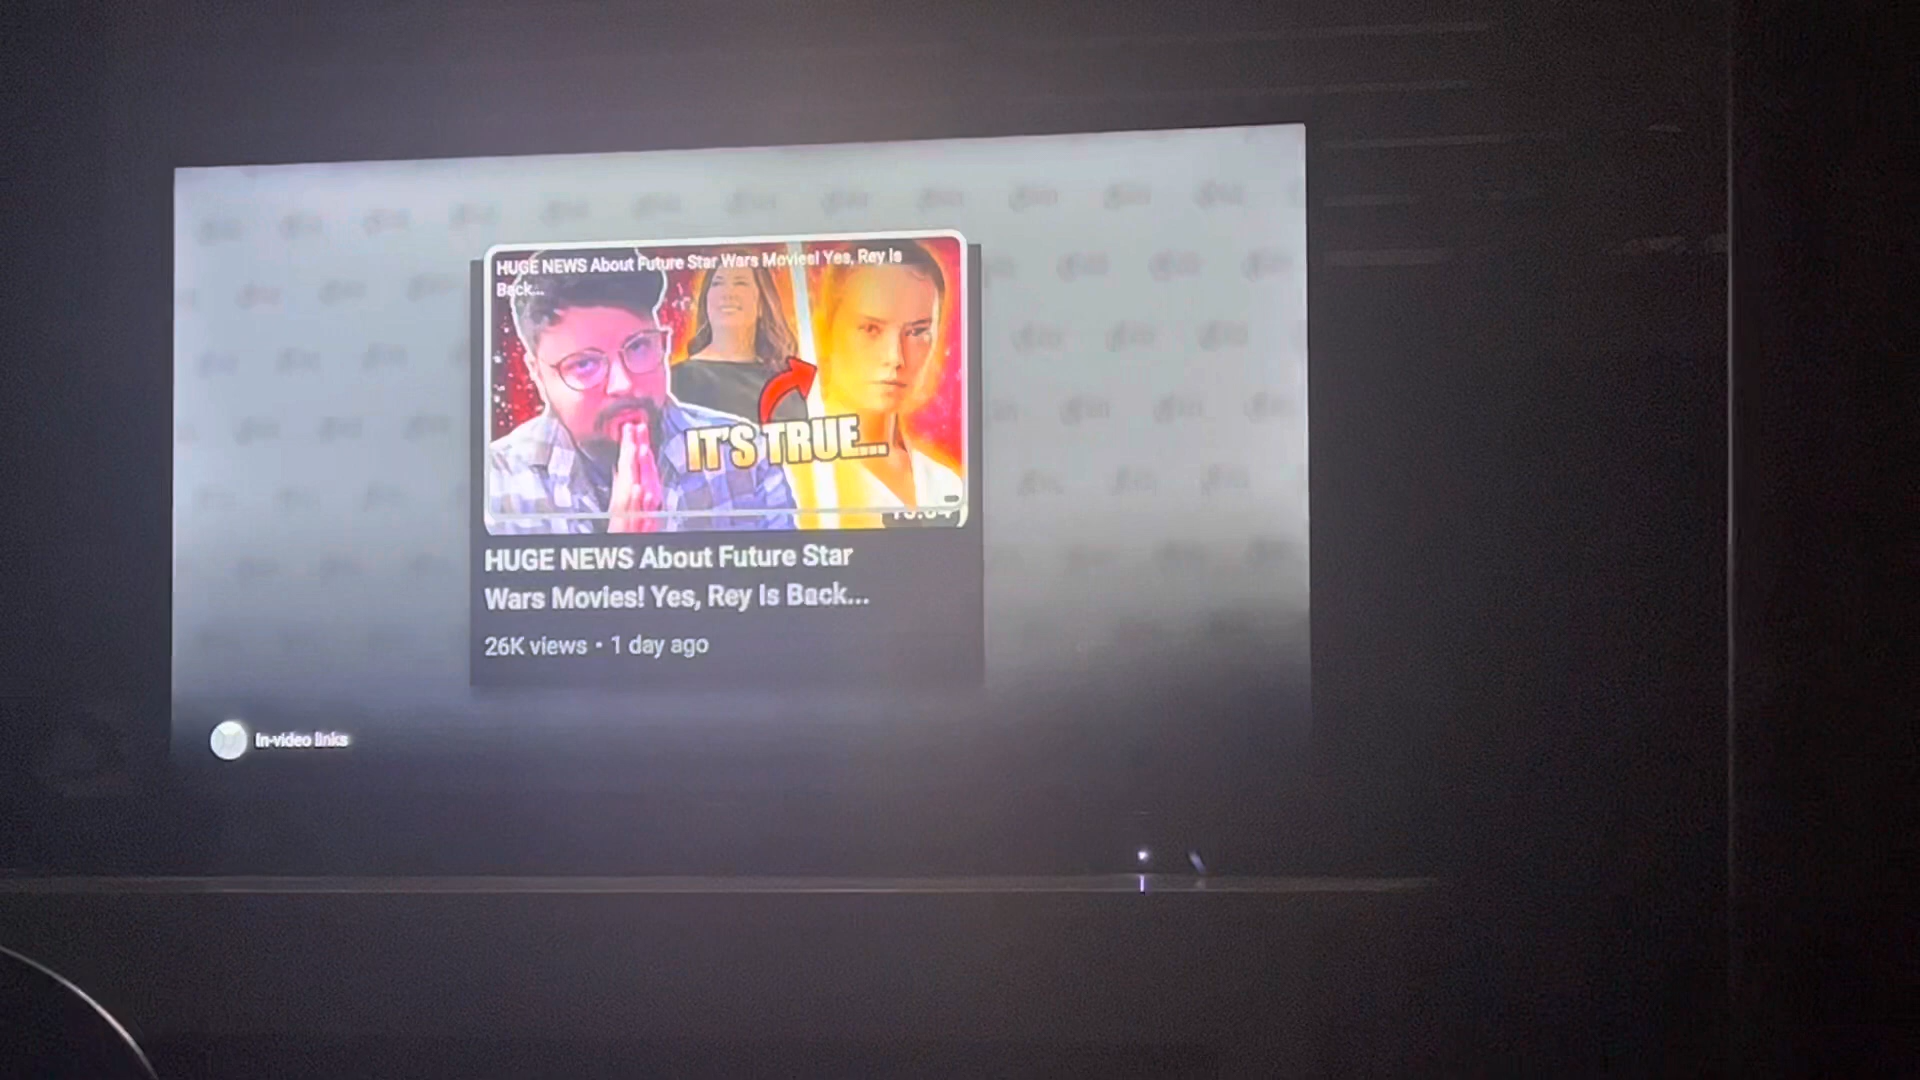 HUGE NEWS About Future Star Wars Movies! Yes, Rey Is
Back...
IT'S TRUE...
HUGE NEWS About Future Star
Wars Movies! Yes, Rey Is Back...
26K views • 1 day ago
In-video links